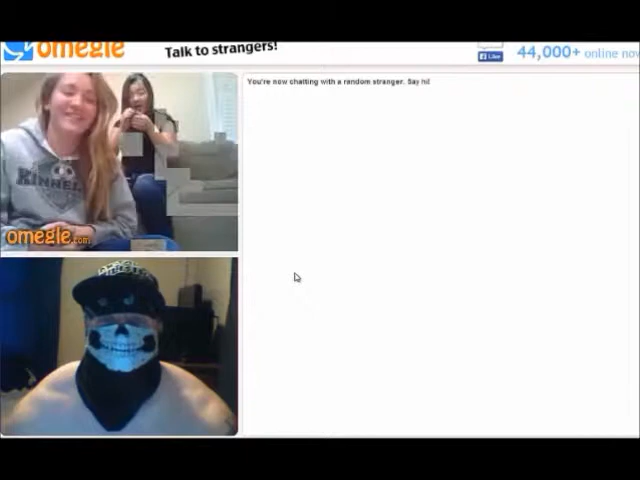 omegle
Talk to strangers!
Like
44,000+ online now
You're now chatting with a random stranger. Say hi!
KINNEL
omegle.com